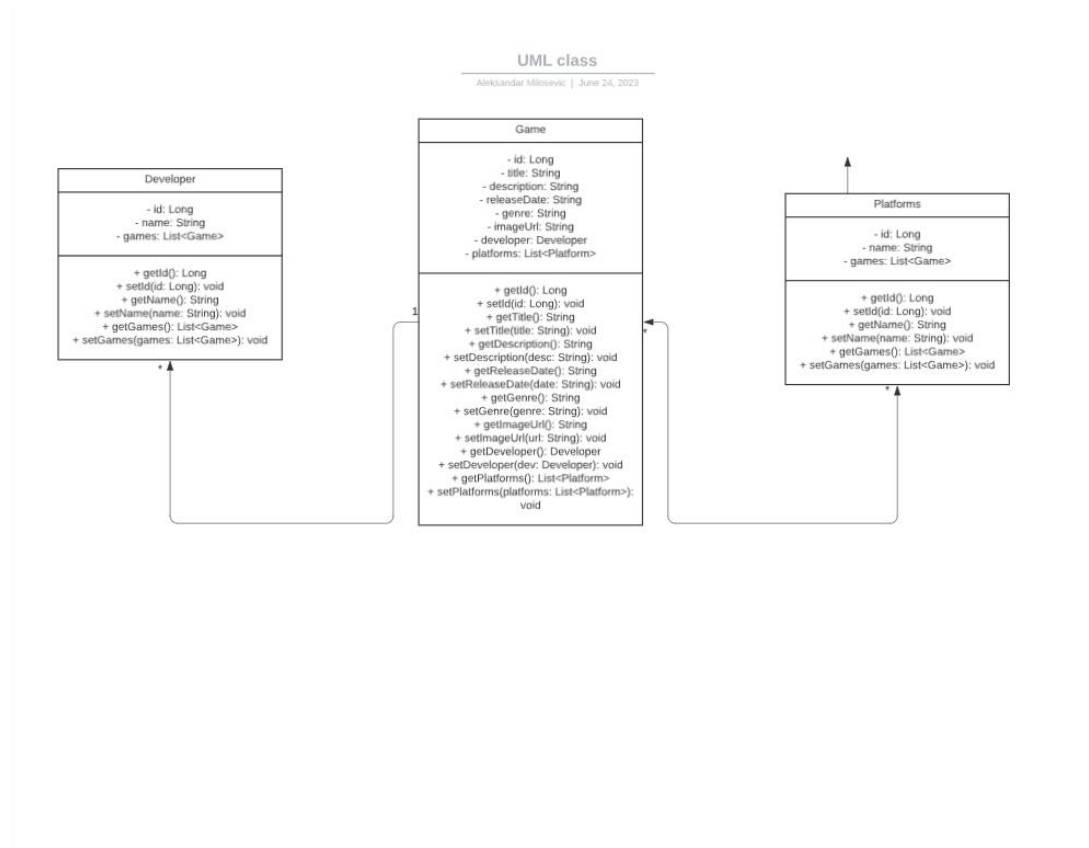 UML class
Aleksandar Milosevic | June 24, 2023
Developer
- id: Long
- name: String
- games: List<Game>
+ getId(): Long
+ setId(id: Long): void
+ getName(): String
+ setName(name: String): void
+ getGames(): List<Game>
+ setGames(games: List<Game>): void
*
Game
- id: Long
- title: String
- description: String
- releaseDate: String
- genre: String
- imageUrl: String
- developer: Developer
- platforms: List<Platform>
+ getId(): Long
+ setId(id: Long): void
+ getTitle(): String
+ setTitle(title: String): void
+ getDescription(): String
+ setDescription(desc: String): void
+ getReleaseDate(): String
+ setReleaseDate(date: String): void
+ getGenre(): String
+ setGenre(genre: String): void
+ getImageUrl(): String
+ setImageUrl(url: String): void
+ getDeveloper(): Developer
+ setDeveloper(dev: Developer): void
+ getPlatforms(): List<Platform>
+ setPlatforms(platforms: List<Platform>):
void
1
*
Platforms
- id: Long
- name: String
- games: List<Game>
+ getId(): Long
+ setId(id: Long): void
+ getName(): String
+ setName(name: String): void
+ getGames(): List<Game>
+ setGames(games: List<Game>): void
*